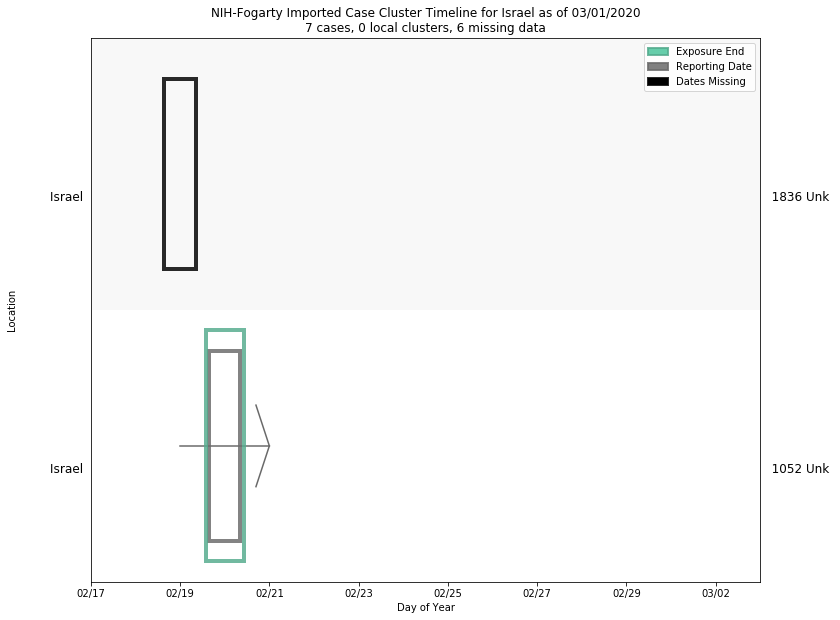 NIH-Fogarty Imported Case Cluster Timeline for Israel as of 03/01/2020
7 cases, 0 local clusters, 6 missing data
Exposure End
Reporting Date
Dates Missing
Israel
1836 Unk
Location
Israel
1052 Unk
02/17
02/19
02/21
02/23
02/25
02/27
02/29
03/02
Day of Year